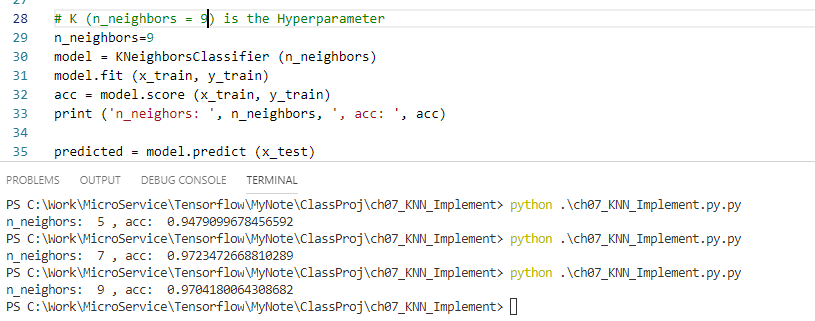 28 # K (n_neighbors = 9) is the Hyperparameter
29 n_neighbors=9
30 model = KNeighborsClassifier (n_neighbors)
31 model.fit (x_train, y_train)
32 acc = model.score (x_train, y_train)
33 print ('n_neighors: ', n_neighbors, ', acc: ', acc)
34
35 predicted = model.predict (x_test)
PROBLEMS OUTPUT DEBUG CONSOLE TERMINAL
PS C:\Work\MicroService\Tensorflow\MyNote\ClassProj\ch07_KNN_Implement> python .\ch07_KNN_Implement.py.py
n_neighors:  5 , acc:  0.9479099678456592
PS C:\Work\MicroService\Tensorflow\MyNote\ClassProj\ch07_KNN_Implement> python .\ch07_KNN_Implement.py.py
n_neighors:  7 , acc:  0.9723472668810289
PS C:\Work\MicroService\Tensorflow\MyNote\ClassProj\ch07_KNN_Implement> python .\ch07_KNN_Implement.py.py
n_neighors:  9 , acc:  0.9704180064308682
PS C:\Work\MicroService\Tensorflow\MyNote\ClassProj\ch07_KNN_Implement>